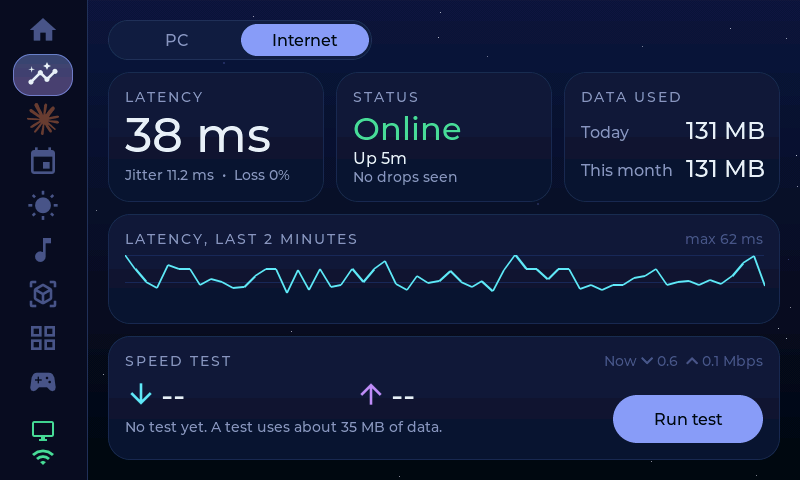 PC Internet
LATENCY
38 ms
Jitter 11.2 ms • Loss 0%
STATUS
Online
Up 5m
No drops seen
DATA USED
Today 131 MB
This month 131 MB
LATENCY, LAST 2 MINUTES max 62 ms
SPEED TEST Now 0.6 0.1 Mbps
-- --
No test yet. A test uses about 35 MB of data.
Run test